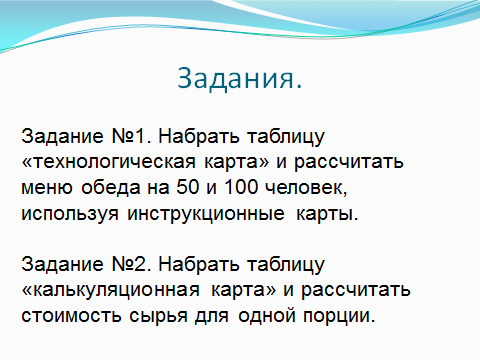 Задания.
Задание №1. Набрать таблицу
«технологическая карта» и рассчитать
меню обеда на 50 и 100 человек,
используя инструкционные карты.
Задание №2. Набрать таблицу
«калькуляционная карта» и рассчитать
стоимость сырья для одной порции.